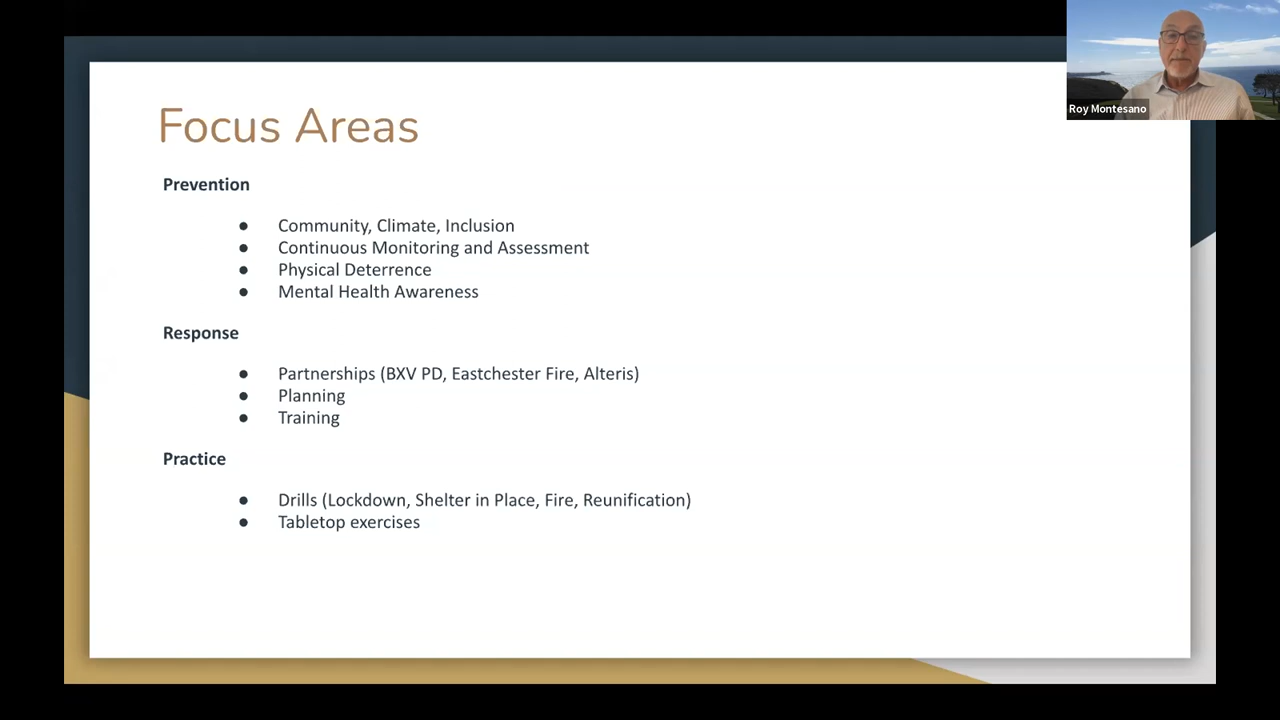 Focus Areas
Prevention
● Community, Climate, Inclusion
● Continuous Monitoring and Assessment
● Physical Deterrence
● Mental Health Awareness
Response
● Partnerships (BXV PD, Eastchester Fire, Alteris)
● Planning
● Training
Practice
● Drills (Lockdown, Shelter in Place, Fire, Reunification)
● Tabletop exercises
Roy Montesano